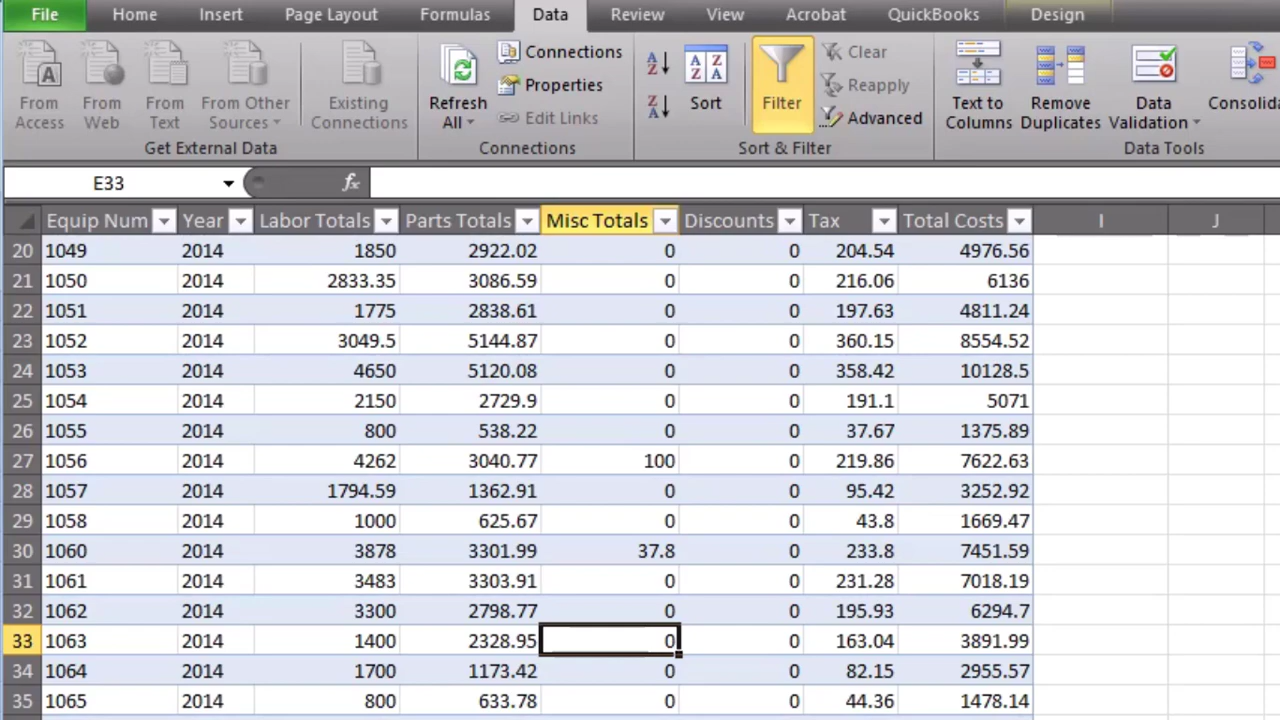 File Home Insert Page Layout Formulas Data Review View Acrobat QuickBooks Design
From Access
From Web
From Text
From Other Sources
Existing Connections
Get External Data
Refresh All
Connections
Properties
Edit Links
Connections
Sort
Filter
Clear
Reapply
Advanced
Sort & Filter
Text to Columns
Remove Duplicates
Data Validation
Consolida
Data Tools
E33 fx
Equip Num Year Labor Totals Parts Totals Misc Totals Discounts Tax Total Costs I J
20 1049 2014 1850 2922.02 0 0 204.54 4976.56
21 1050 2014 2833.35 3086.59 0 0 216.06 6136
22 1051 2014 1775 2838.61 0 0 197.63 4811.24
23 1052 2014 3049.5 5144.87 0 0 360.15 8554.52
24 1053 2014 4650 5120.08 0 0 358.42 10128.5
25 1054 2014 2150 2729.9 0 0 191.1 5071
26 1055 2014 800 538.22 0 0 37.67 1375.89
27 1056 2014 4262 3040.77 100 0 219.86 7622.63
28 1057 2014 1794.59 1362.91 0 0 95.42 3252.92
29 1058 2014 1000 625.67 0 0 43.8 1669.47
30 1060 2014 3878 3301.99 37.8 0 233.8 7451.59
31 1061 2014 3483 3303.91 0 0 231.28 7018.19
32 1062 2014 3300 2798.77 0 0 195.93 6294.7
33 1063 2014 1400 2328.95 0 0 163.04 3891.99
34 1064 2014 1700 1173.42 0 0 82.15 2955.57
35 1065 2014 800 633.78 0 0 44.36 1478.14